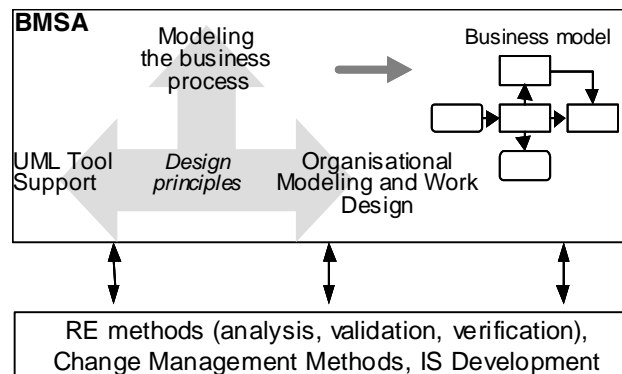 BMSA
Modeling
the business
process
Business model
UML Tool
Support
Design
principles
Organisational
Modeling and Work
Design
RE methods (analysis, validation, verification),
Change Management Methods, IS Development